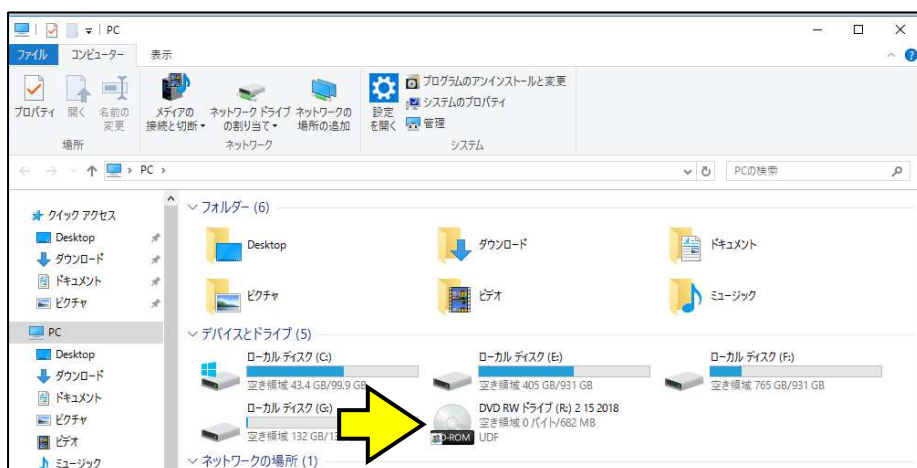 PC
ファイル コンピューター 表示
プロパティ 開く 名前の変更 メディアの接続と切断 ネットワーク ドライブの割り当て ネットワークの場所の追加 設定を開く プログラムのアンインストールと変更
システムのプロパティ
管理
場所 ネットワーク システム
PC PCの検索
クイック アクセス
Desktop
ダウンロード
ドキュメント
ピクチャ
PC
Desktop
ダウンロード
ドキュメント
ピクチャ
ビデオ
ミュージック
フォルダー (6)
Desktop ダウンロード ドキュメント
ピクチャ ビデオ ミュージック
デバイスとドライブ (5)
ローカル ディスク (C:) ローカル ディスク (E:) ローカル ディスク (F:)
空き領域 43.4 GB/99.9 GB 空き領域 405 GB/931 GB 空き領域 765 GB/931 GB
ローカル ディスク (G:) DVD RW ドライブ (R:) 2 15 2018
空き領域 132 GB 空き領域 0 バイト/682 MB
UDF
ネットワークの場所 (1)